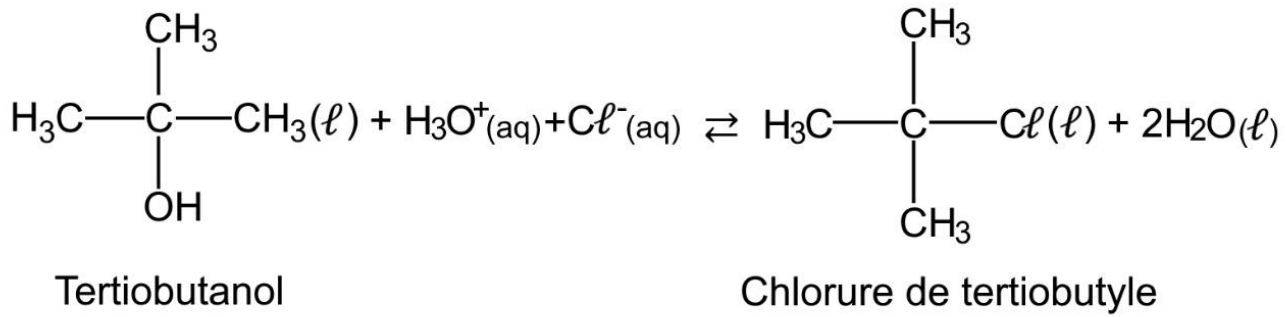 CH₃ CH₃
H₃C—C—CH₃(ℓ) + H₃O⁺(aq)+Cℓ⁻(aq) ⇄ H₃C—C—Cℓ(ℓ) + 2H₂O(ℓ)
OH CH₃
Tertiobutanol Chlorure de tertiobutyle